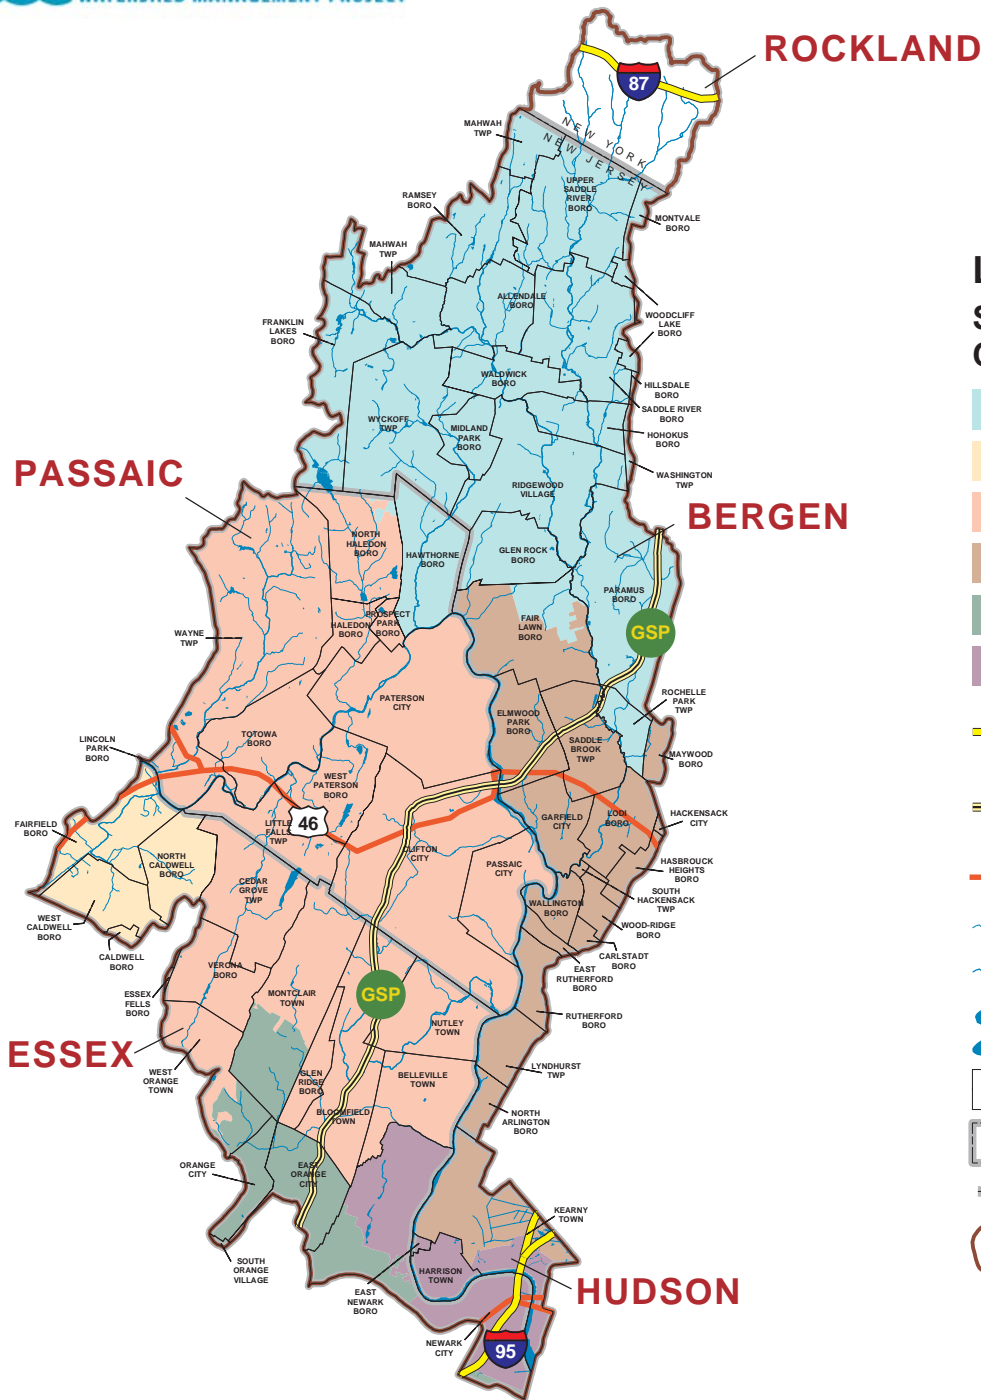 WATERSHED MANAGEMENT PROJECT
ROCKLAND
87
NEW YORK
NEW JERSEY
MAHWAH
TWP
UPPER
SADDLE
RIVER
BORO
RAMSEY
BORO
MONTVALE
BORO
MAHWAH
TWP
ALLENDALE
BORO
WOODCLIFF
LAKE
BORO
FRANKLIN
LAKES
BORO
WALDWICK
BORO
HILLSDALE
BORO
SADDLE RIVER
BORO
WYCKOFF
TWP
MIDLAND
PARK
BORO
HOHOKUS
BORO
PASSAIC
WASHINGTON
TWP
RIDGEWOOD
VILLAGE
BERGEN
NORTH
HALEDON
BORO
HAWTHORNE
BORO
GLEN ROCK
BORO
PARAMUS
BORO
PROSPECT
PARK
BORO
HALEDON
BORO
FAIR
LAWN
BORO
GSP
WAYNE
TWP
PATERSON
CITY
ROCHELLE
PARK
TWP
ELMWOOD
PARK
BORO
TOTOWA
BORO
SADDLE
BROOK
TWP
LINCOLN
PARK
BORO
MAYWOOD
BORO
WEST
PATERSON
BORO
46
LITTLE
FALLS
TWP
GARFIELD
CITY
LODI
BORO
HACKENSACK
CITY
FAIRFIELD
BORO
CLIFTON
CITY
NORTH
CALDWELL
BORO
PASSAIC
CITY
HASBROUCK
HEIGHTS
BORO
CEDAR
GROVE
TWP
SOUTH
HACKENSACK
TWP
WALLINGTON
BORO
WEST
CALDWELL
BORO
WOOD-RIDGE
BORO
CALDWELL
BORO
CARLSTADT
BORO
VERONA
BORO
EAST
RUTHERFORD
BORO
ESSEX
FELLS
BORO
MONTCLAIR
TOWN
GSP
RUTHERFORD
BORO
NUTLEY
TOWN
ESSEX
WEST
ORANGE
TOWN
GLEN
RIDGE
BORO
BELLEVILLE
TOWN
LYNDHURST
TWP
BLOOMFIELD
TOWN
NORTH
ARLINGTON
BORO
ORANGE
CITY
EAST
ORANGE
CITY
KEARNY
TOWN
SOUTH
ORANGE
VILLAGE
HARRISON
TOWN
HUDSON
EAST
NEWARK
BORO
NEWARK
CITY
95